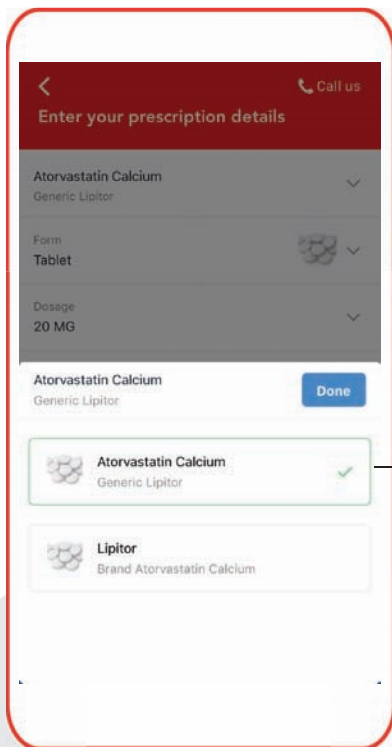 Call us
Enter your prescription details
Atorvastatin Calcium
Generic Lipitor
Form
Tablet
Dosage
20 MG
Atorvastatin Calcium
Generic Lipitor
Done
Atorvastatin Calcium
Generic Lipitor
Lipitor
Brand Atorvastatin Calcium